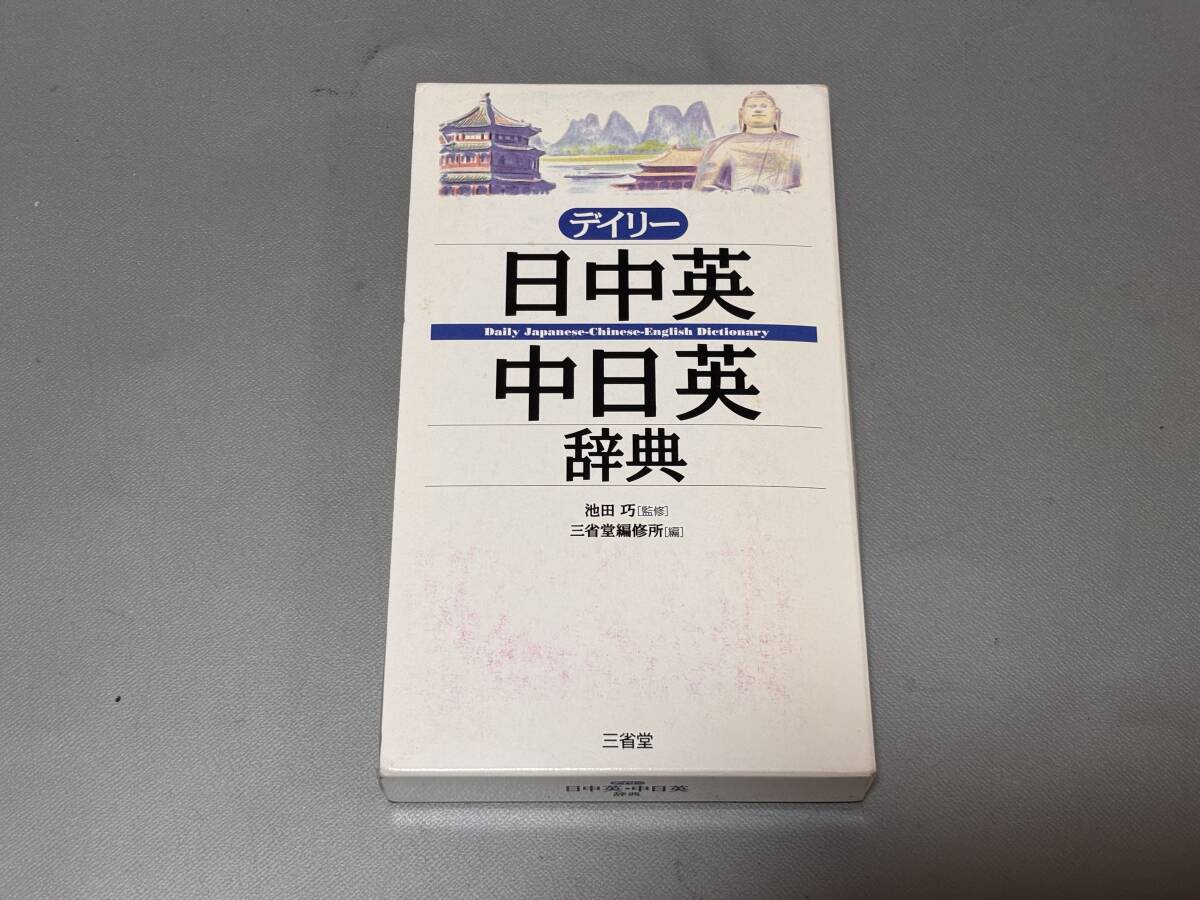 デイリー
日中英
Daily Japanese-Chinese-English Dictionary
中日英
辞典
池田 巧[監修]
三省堂編修所[編]
三省堂
日中英・中日英
辞典